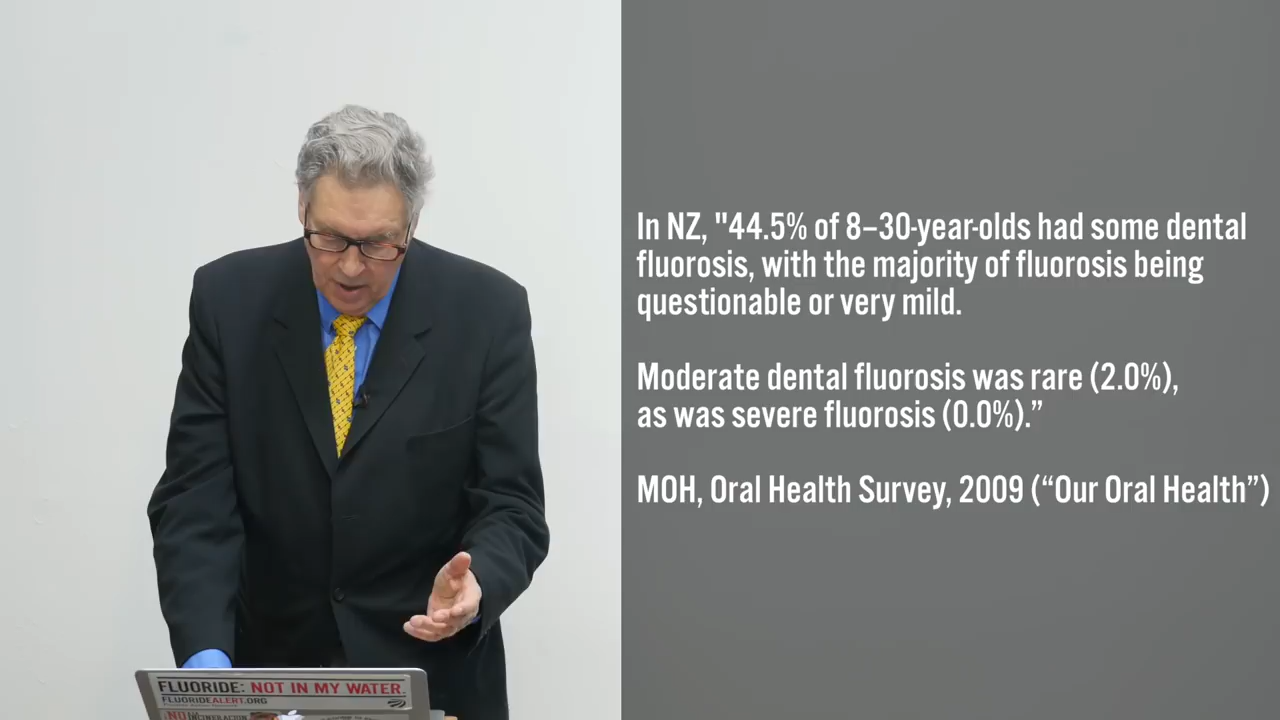 In NZ, "44.5% of 8–30-year-olds had some dental
fluorosis, with the majority of fluorosis being
questionable or very mild.
Moderate dental fluorosis was rare (2.0%),
as was severe fluorosis (0.0%).”
MOH, Oral Health Survey, 2009 (“Our Oral Health”)
FLUORIDE: NOT IN MY WATER.
FLUORIDEALERT.ORG
NO
INCINERACION